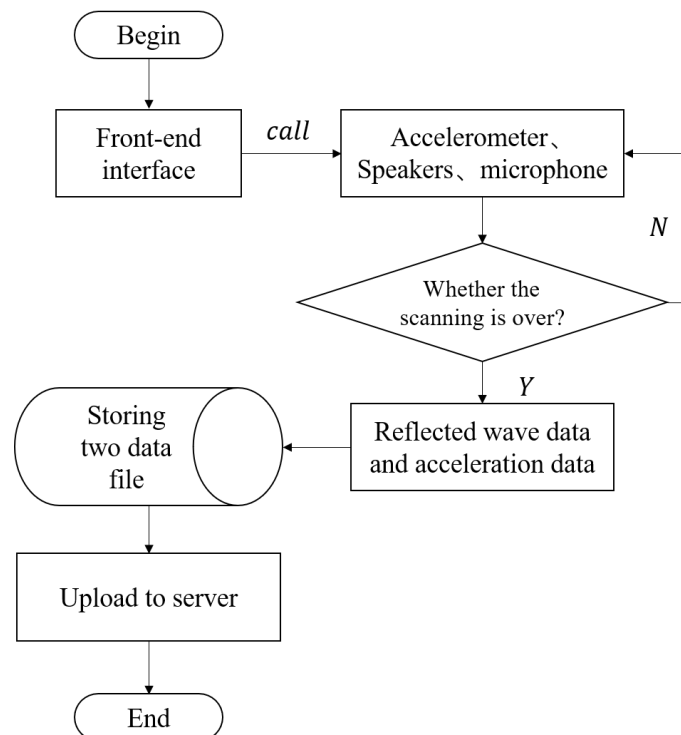 Begin
Front-end
interface
call
Accelerometer、
Speakers、microphone
N
Whether the
scanning is over?
Y
Reflected wave data
and acceleration data
Storing
two data
file
Upload to server
End